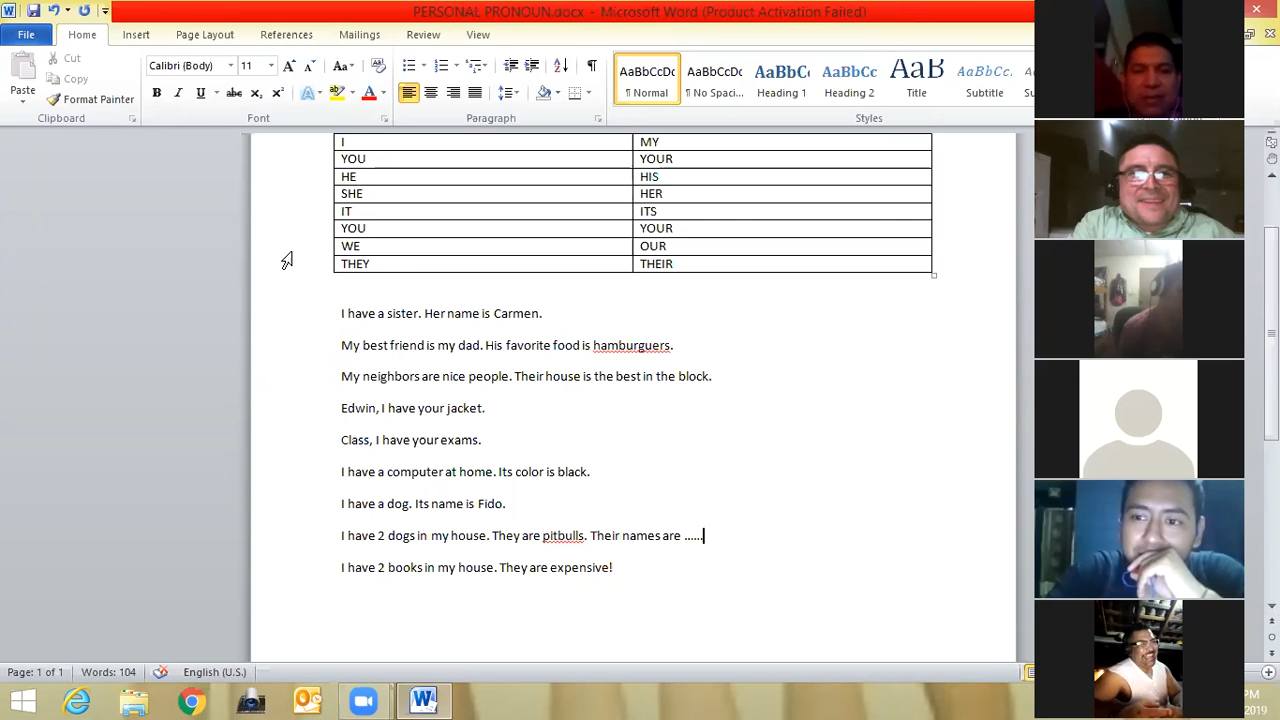 PERSONAL PRONOUN.docx - Microsoft Word (Product Activation Failed)
File Home Insert Page Layout References Mailings Review View
Cut
Copy
Paste
Format Painter
Calibri (Body) 11
AaBbCcDc AaBbCcDc AaBbC AaBbCc AaB AaBbCcL
¶ Normal ¶ No Spaci... Heading 1 Heading 2 Title Subtitle
Clipboard Font Paragraph Styles
I MY
YOU YOUR
HE HIS
SHE HER
IT ITS
YOU YOUR
WE OUR
THEY THEIR
I have a sister. Her name is Carmen.
My best friend is my dad. His favorite food is hamburguers.
My neighbors are nice people. Their house is the best in the block.
Edwin, I have your jacket.
Class, I have your exams.
I have a computer at home. Its color is black.
I have a dog. Its name is Fido.
I have 2 dogs in my house. They are pitbulls. Their names are ......
I have 2 books in my house. They are expensive!
Page: 1 of 1 Words: 104 English (U.S.)